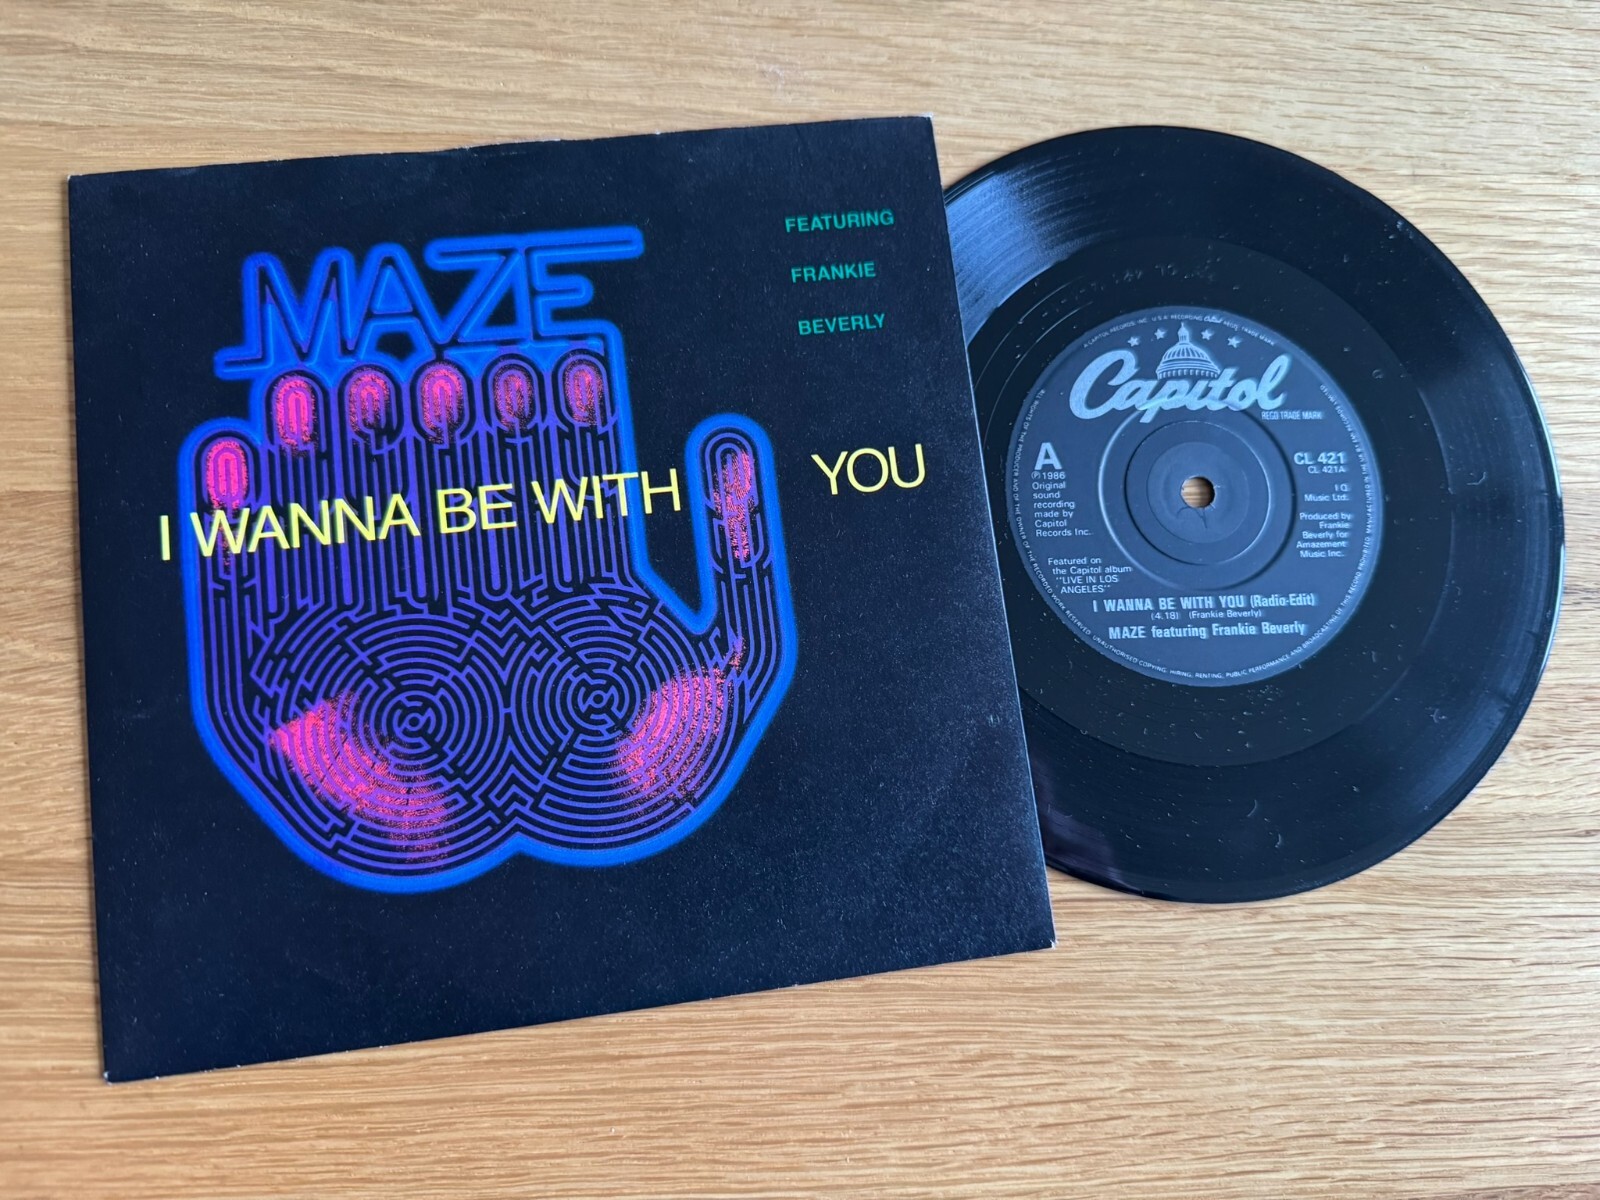 MAZE
FEATURING
FRANKIE
BEVERLY
I WANNA BE WITH YOU
Capitol
REGD TRADE MARK
A
℗ 1986
Original
sound
recording
made by
Capitol
Records Inc.
CL 421
CL 421A
I Q
Music Ltd.
Produced by
Frankie
Beverly for
Amazement
Music Inc.
Featured on
the Capitol album
"LIVE IN LOS
ANGELES"
I WANNA BE WITH YOU (Radio-Edit)
(4.18) (Frankie Beverly)
MAZE featuring Frankie Beverly